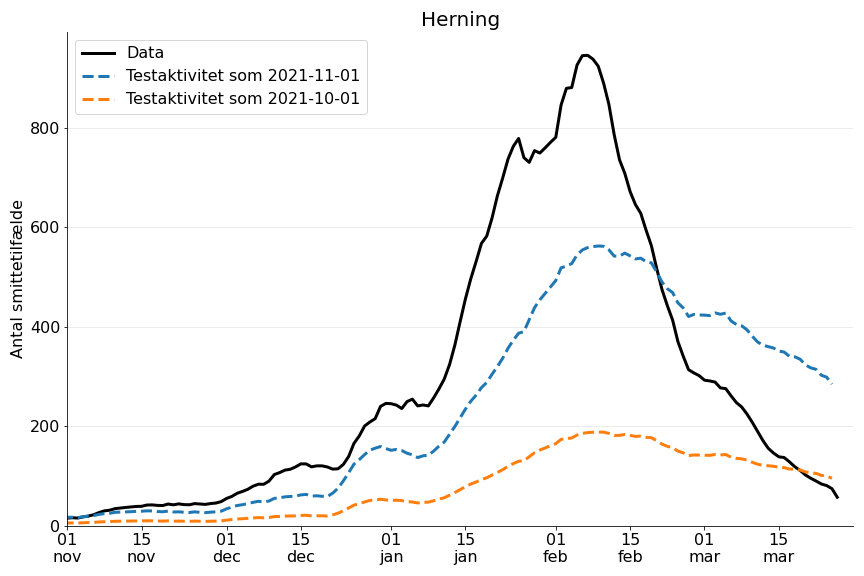 Herning
Data
Testaktivitet som 2021-11-01
Testaktivitet som 2021-10-01
Antal smittetilfælde
800
600
400
200
0
01 15 01 15 01 15 01 15 01 15
nov nov dec dec jan jan feb feb mar mar